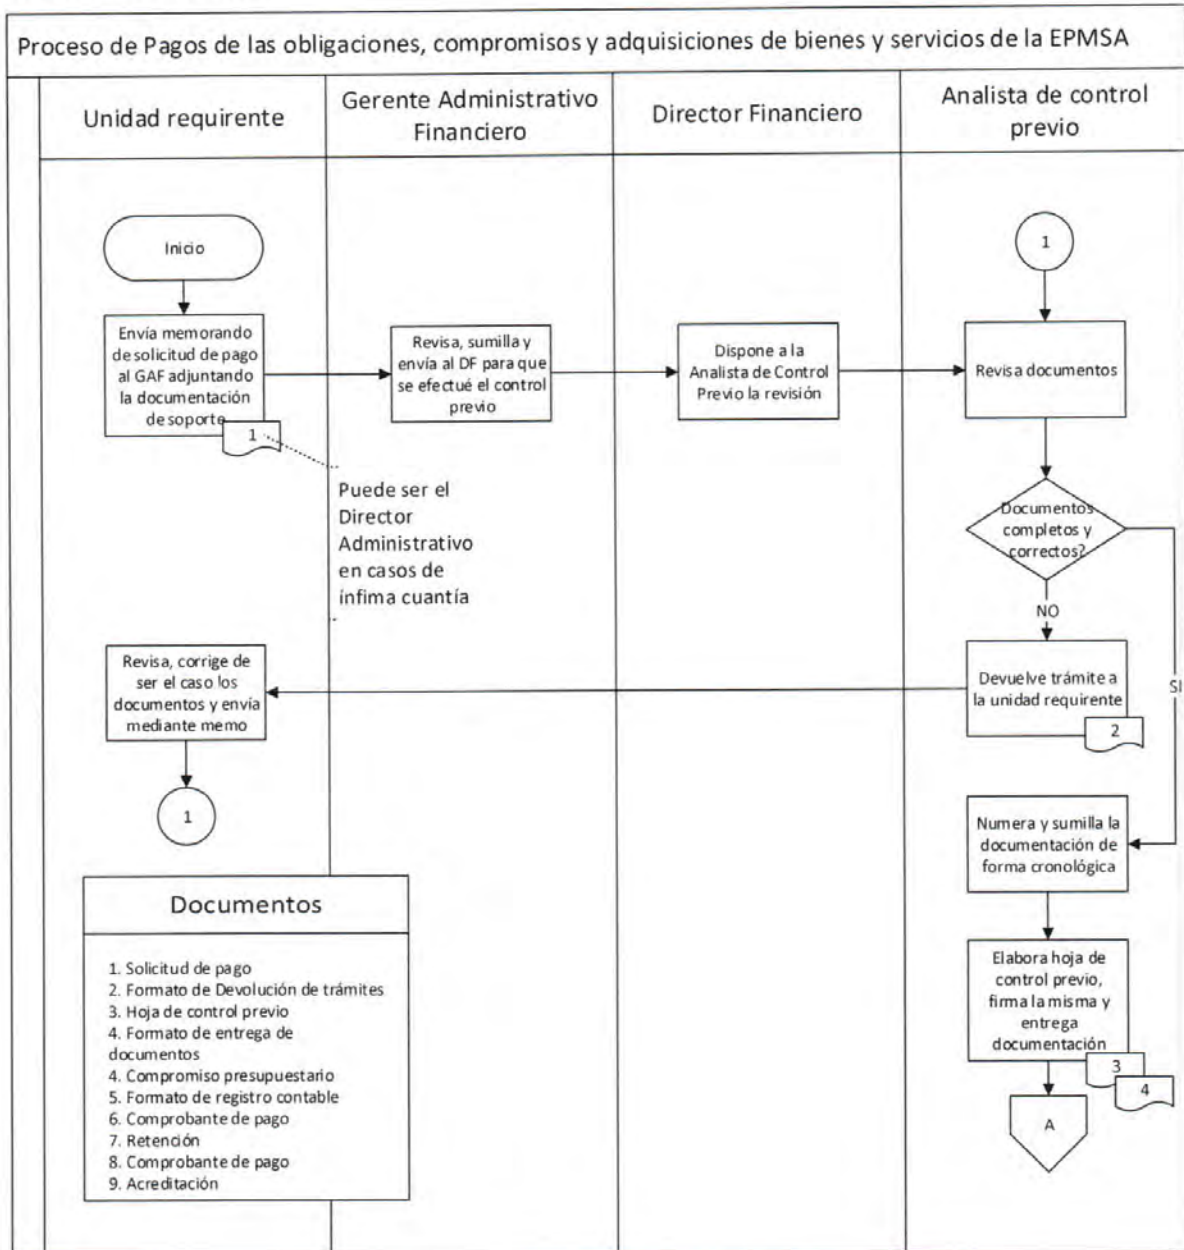 Proceso de Pagos de las obligaciones, compromisos y adquisiciones de bienes y servicios de la EPMSA
Unidad requirente
Gerente Administrativo
Financiero
Director Financiero
Analista de control
previo
Inicio
Envía memorando
de solicitud de pago
al GAF adjuntando
la documentación
de soporte
1
Revisa, sumilla y
envía al DF para que
se efectué el control
previo
Dispone a la
Analista de Control
Previo la revisión
1
Revisa documentos
Puede ser el
Director
Administrativo
en casos de
ínfima cuantía
Documentos
completos y
correctos?
NO
SI
Devuelve trámite a
la unidad requirente
2
Revisa, corrige de
ser el caso los
documentos y envía
mediante memo
1
Numera y sumilla la
documentación de
forma cronológica
Elabora hoja de
control previo,
firma la misma y
entrega
documentación
3
4
A
Documentos
1. Solicitud de pago
2. Formato de Devolución de trámites
3. Hoja de control previo
4. Formato de entrega de
documentos
4. Compromiso presupuestario
5. Formato de registro contable
6. Comprobante de pago
7. Retención
8. Comprobante de pago
9. Acreditación